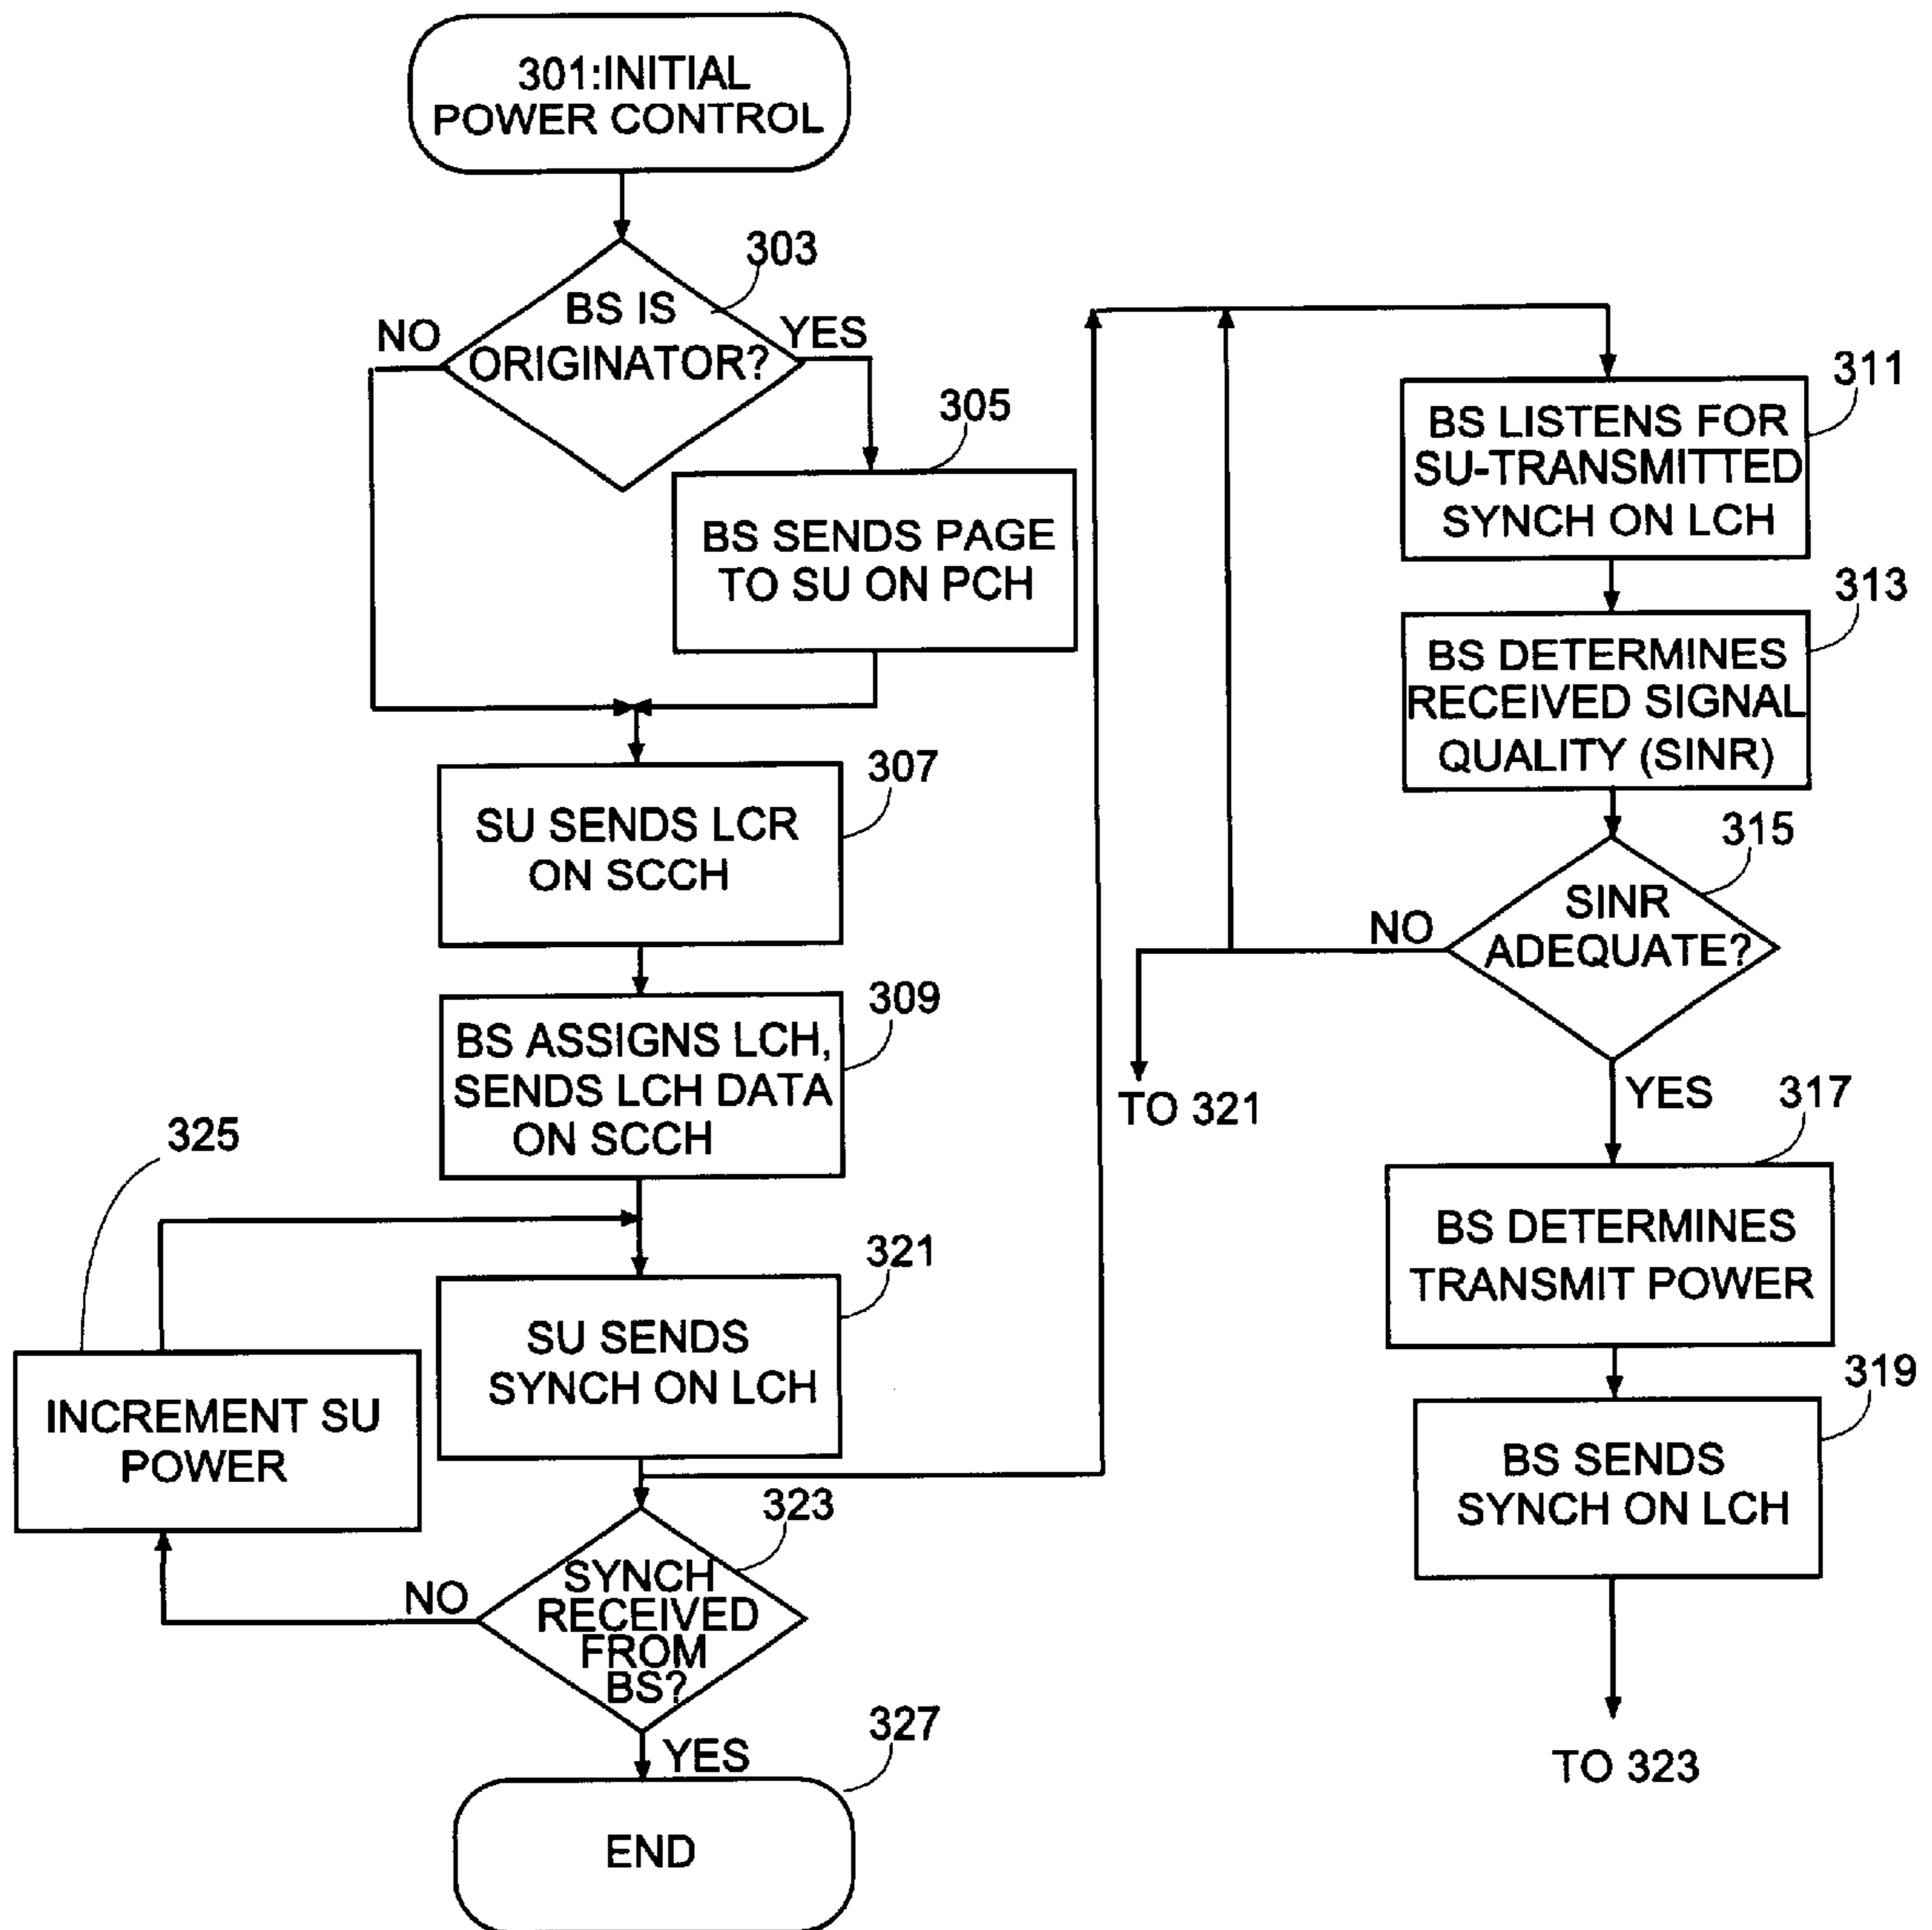 301:INITIAL
POWER CONTROL
303
BS IS
ORIGINATOR?
NO
YES
305
BS SENDS PAGE
TO SU ON PCH
307
SU SENDS LCR
ON SCCH
309
BS ASSIGNS LCH,
SENDS LCH DATA
ON SCCH
325
INCREMENT SU
POWER
321
SU SENDS
SYNCH ON LCH
323
SYNCH
RECEIVED
FROM
BS?
NO
YES
327
END
311
BS LISTENS FOR
SU-TRANSMITTED
SYNCH ON LCH
313
BS DETERMINES
RECEIVED SIGNAL
QUALITY (SINR)
315
SINR
ADEQUATE?
NO
TO 321
YES
317
BS DETERMINES
TRANSMIT POWER
319
BS SENDS
SYNCH ON LCH
TO 323